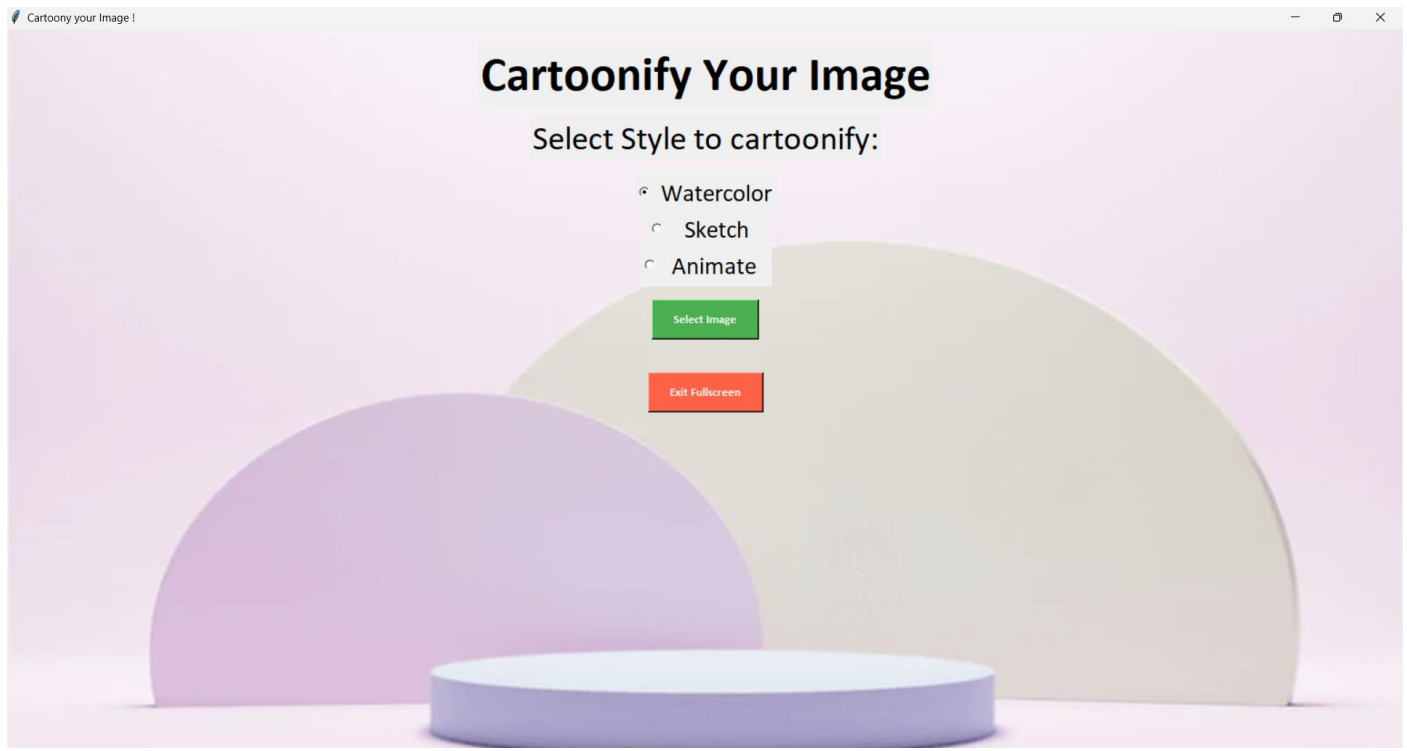 Cartoony your Image !
Cartoonify Your Image
Select Style to cartoonify:
Watercolor
Sketch
Animate
Select Image
Exit Fullscreen